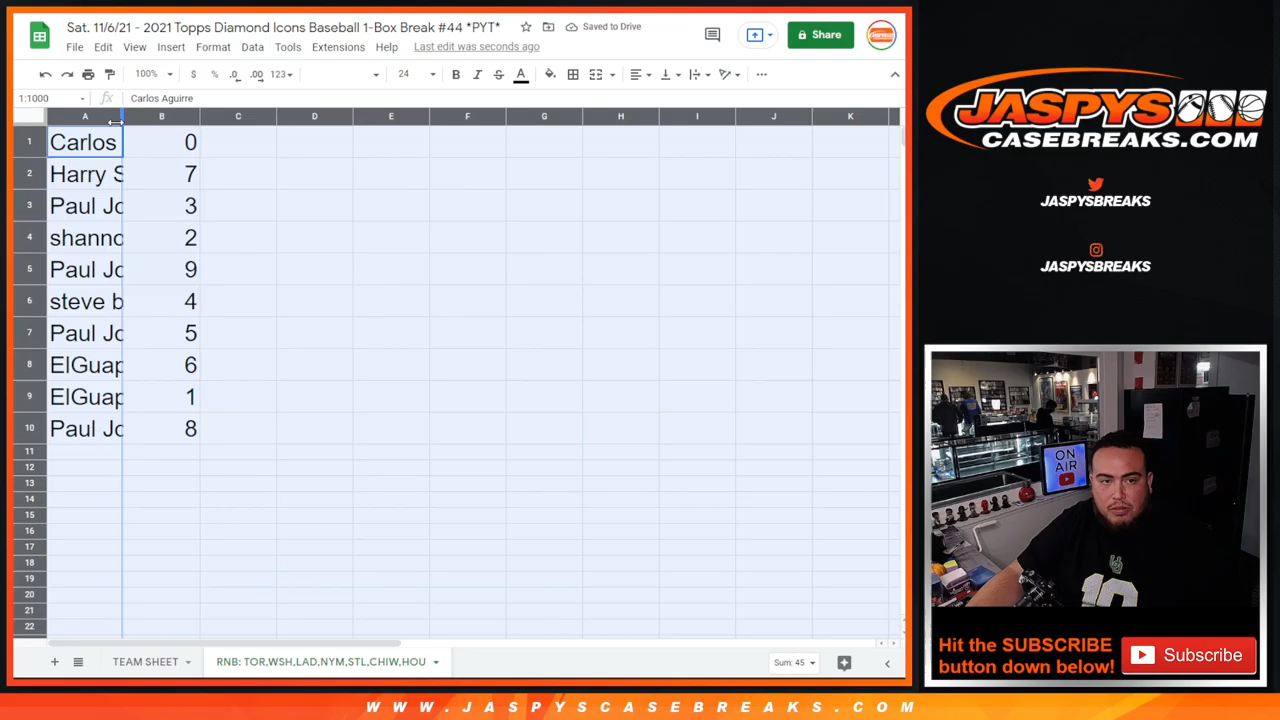 Sat. 11/6/21 - 2021 Topps Diamond Icons Baseball 1-Box Break #44 *PYT*
Saved to Drive
Share
File Edit View Insert Format Data Tools Extensions Help Last edit was seconds ago
100% $ % .0 .00 123 24 B I S A
1:1000 fx Carlos Aguirre
A B C D E F G H I J K
1 Carlos 0
2 Harry S 7
3 Paul Jo 3
4 shanno 2
5 Paul Jo 9
6 steve b 4
7 Paul Jo 5
8 ElGuap 6
9 ElGuap 1
10 Paul Jo 8
11
12
13
14
15
16
17
18
19
20
21
22
TEAM SHEET RNB: TOR,WSH,LAD,NYM,STL,CHIW,HOU Sum: 45
JASPYS
CASEBREAKS.COM
JASPYSBREAKS
JASPYSBREAKS
ON
AIR
10
Hit the SUBSCRIBE
button down below!
Subscribe
WWW.JASPYSCASEBREAKS.COM